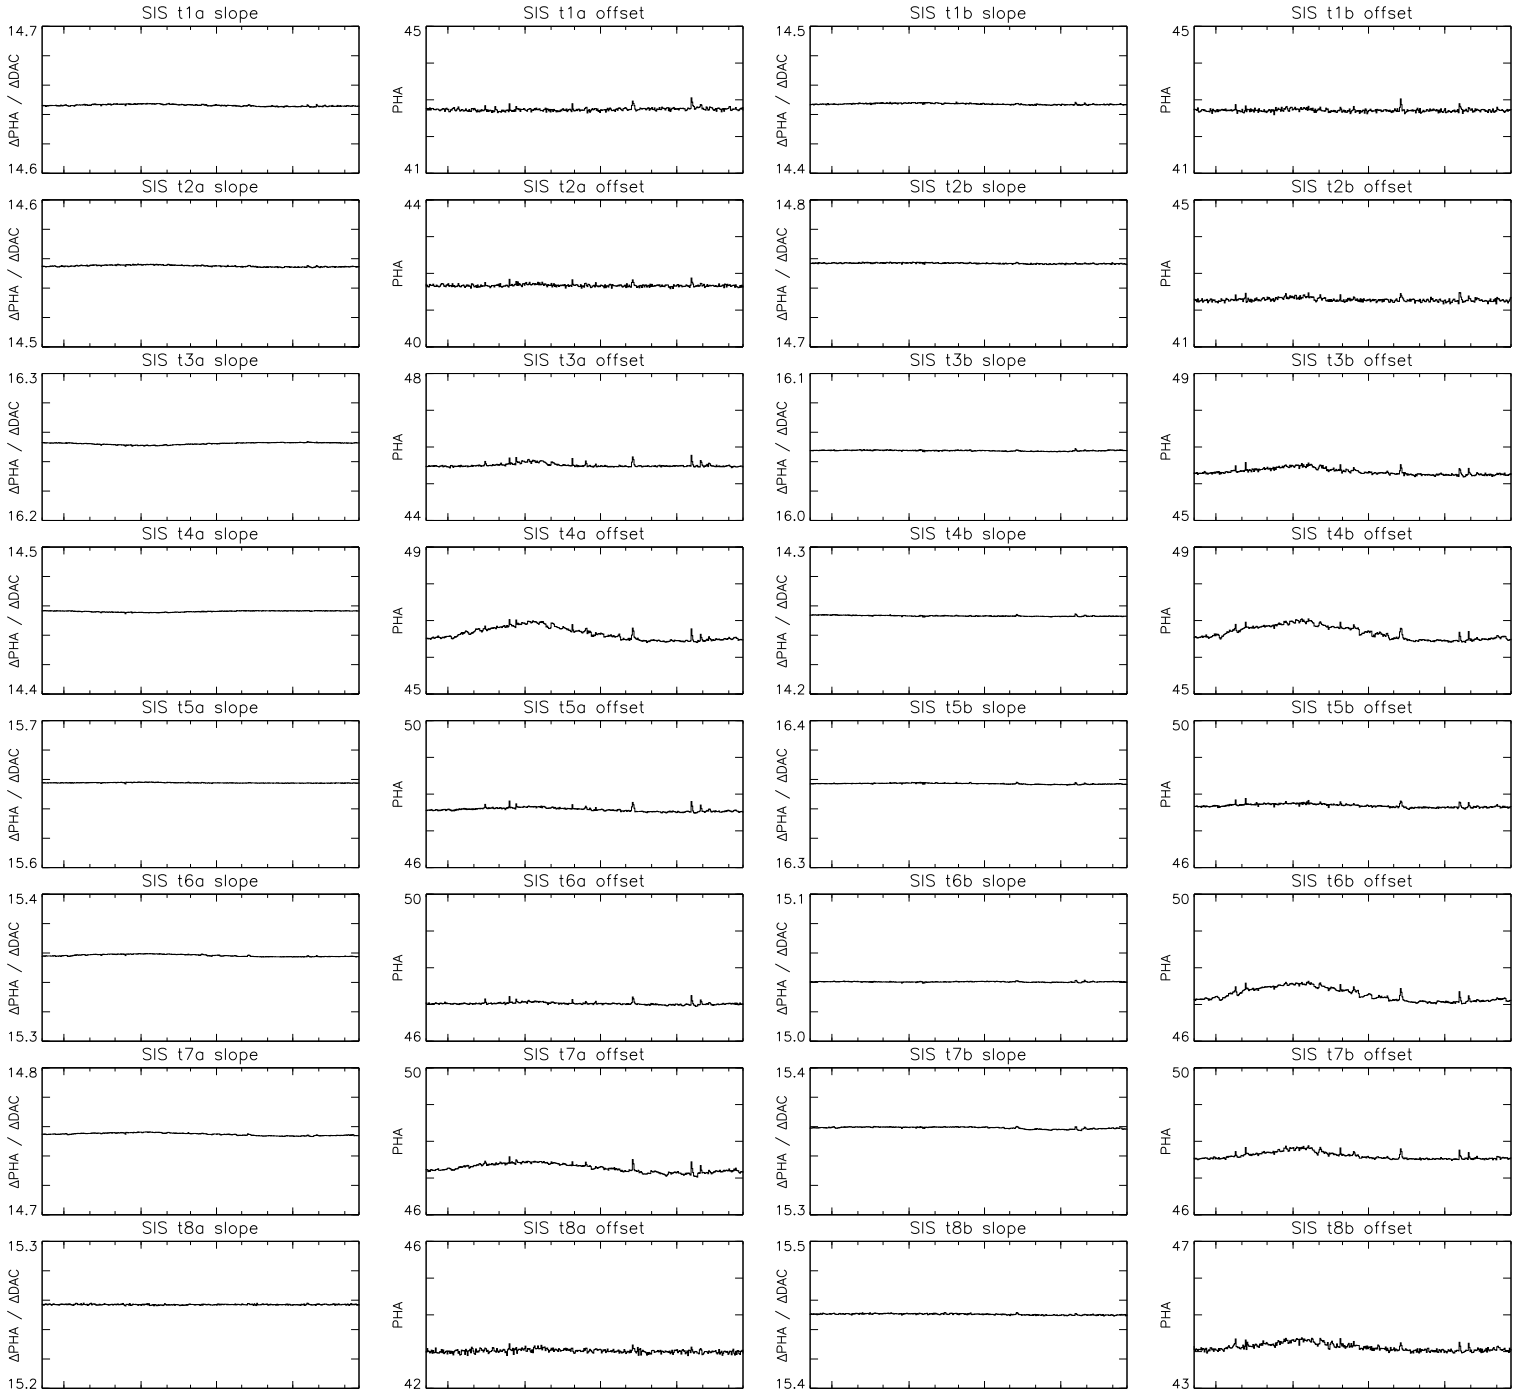 SIS t1a slope
SIS t1a offset
SIS t1b slope
SIS t1b offset
14.7
ΔPHA / ΔDAC
14.6
45
PHA
41
14.5
ΔPHA / ΔDAC
14.4
45
PHA
41
SIS t2a slope
SIS t2a offset
SIS t2b slope
SIS t2b offset
14.6
ΔPHA / ΔDAC
14.5
44
PHA
40
14.8
ΔPHA / ΔDAC
14.7
45
PHA
41
SIS t3a slope
SIS t3a offset
SIS t3b slope
SIS t3b offset
16.3
ΔPHA / ΔDAC
16.2
48
PHA
44
16.1
ΔPHA / ΔDAC
16.0
49
PHA
45
SIS t4a slope
SIS t4a offset
SIS t4b slope
SIS t4b offset
14.5
ΔPHA / ΔDAC
14.4
49
PHA
45
14.3
ΔPHA / ΔDAC
14.2
49
PHA
45
SIS t5a slope
SIS t5a offset
SIS t5b slope
SIS t5b offset
15.7
ΔPHA / ΔDAC
15.6
50
PHA
46
16.4
ΔPHA / ΔDAC
16.3
50
PHA
46
SIS t6a slope
SIS t6a offset
SIS t6b slope
SIS t6b offset
15.4
ΔPHA / ΔDAC
15.3
50
PHA
46
15.1
ΔPHA / ΔDAC
15.0
50
PHA
46
SIS t7a slope
SIS t7a offset
SIS t7b slope
SIS t7b offset
14.8
ΔPHA / ΔDAC
14.7
50
PHA
46
15.4
ΔPHA / ΔDAC
15.3
50
PHA
46
SIS t8a slope
SIS t8a offset
SIS t8b slope
SIS t8b offset
15.3
ΔPHA / ΔDAC
15.2
46
PHA
42
15.5
ΔPHA / ΔDAC
15.4
47
PHA
43